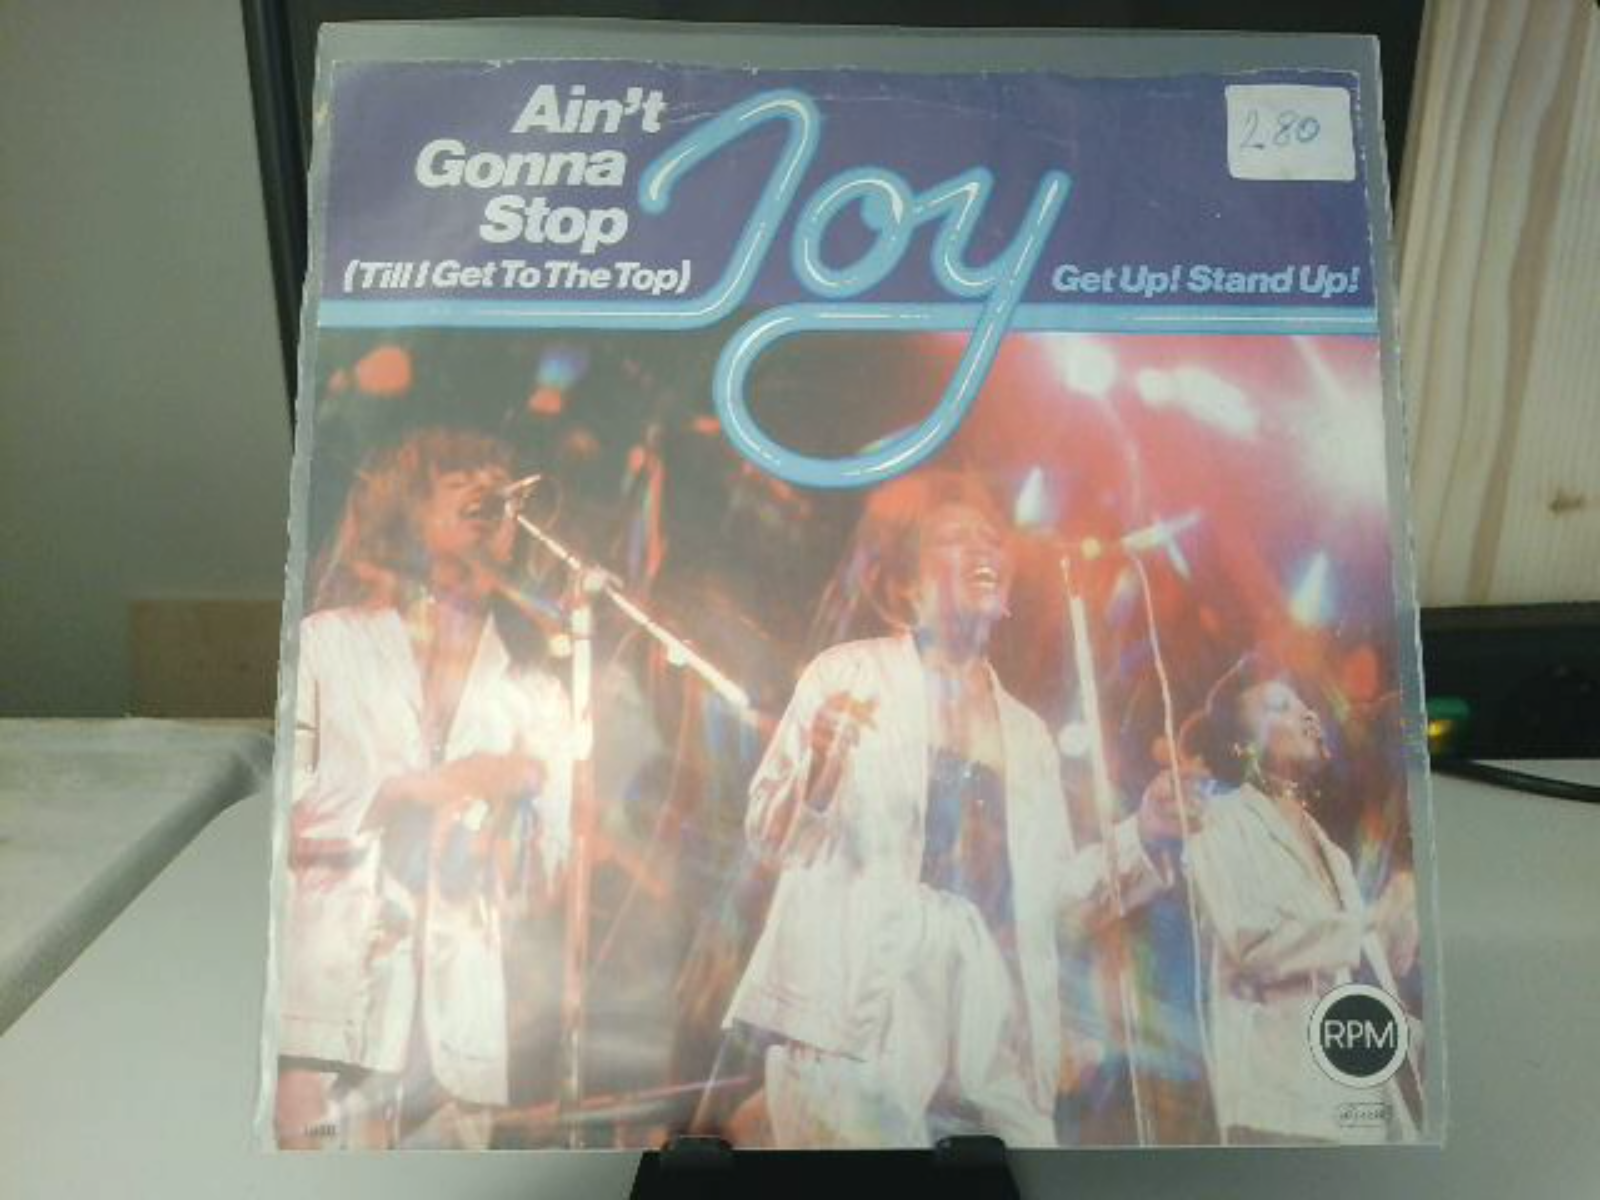 Ain't
Gonna
Stop
(Till I Get To The Top)
Joy
Get Up! Stand Up!
2.80
RPM